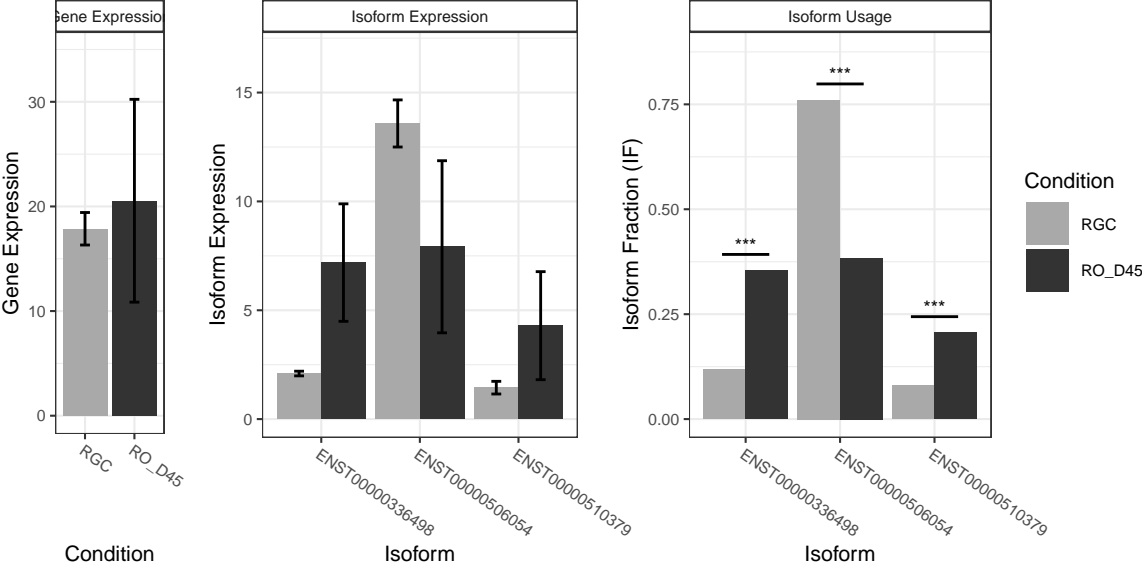 Gene Expression
Isoform Expression
Isoform Usage
Gene Expression
30
20
10
0
RGC
RO_D45
Condition
Isoform Expression
15
10
5
0
ENST00000336498
ENST00000506054
ENST00000510379
Isoform
Isoform Fraction (IF)
0.75
0.50
0.25
0.00
***
***
***
ENST00000336498
ENST00000506054
ENST00000510379
Isoform
Condition
RGC
RO_D45